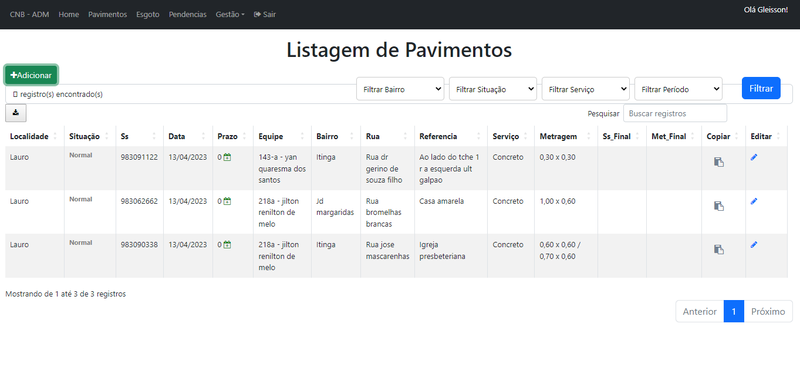 CNB - ADM Home Pavimentos Esgoto Pendencias Gestão Sair Olá Gleisson!
Listagem de Pavimentos
+Adicionar
registro(s) encontrado(s) Filtrar Bairro Filtrar Situação Filtrar Serviço Filtrar Período Filtrar
Pesquisar Buscar registros
Localidade Situação Ss Data Prazo Equipe Bairro Rua Referencia Serviço Metragem Ss_Final Met_Final Copiar Editar
Lauro Normal 983091122 13/04/2023 0 143-a - yan Itinga Rua dr Ao lado do tche 1 Concreto 0,30 x 0,30
quaresma dos gerino de r a esquerda ult
santos souza filho galpao
Lauro Normal 983062662 13/04/2023 0 218a - jilton Jd Rua Casa amarela Concreto 1,00 x 0,60
renilton de margaridas bromelhas
melo brancas
Lauro Normal 983090338 13/04/2023 0 218a - jilton Itinga Rua jose Igreja Concreto 0,60 x 0,60 /
renilton de mascarenhas presbeteriana 0,70 x 0,60
melo
Mostrando de 1 até 3 de 3 registros
Anterior 1 Próximo